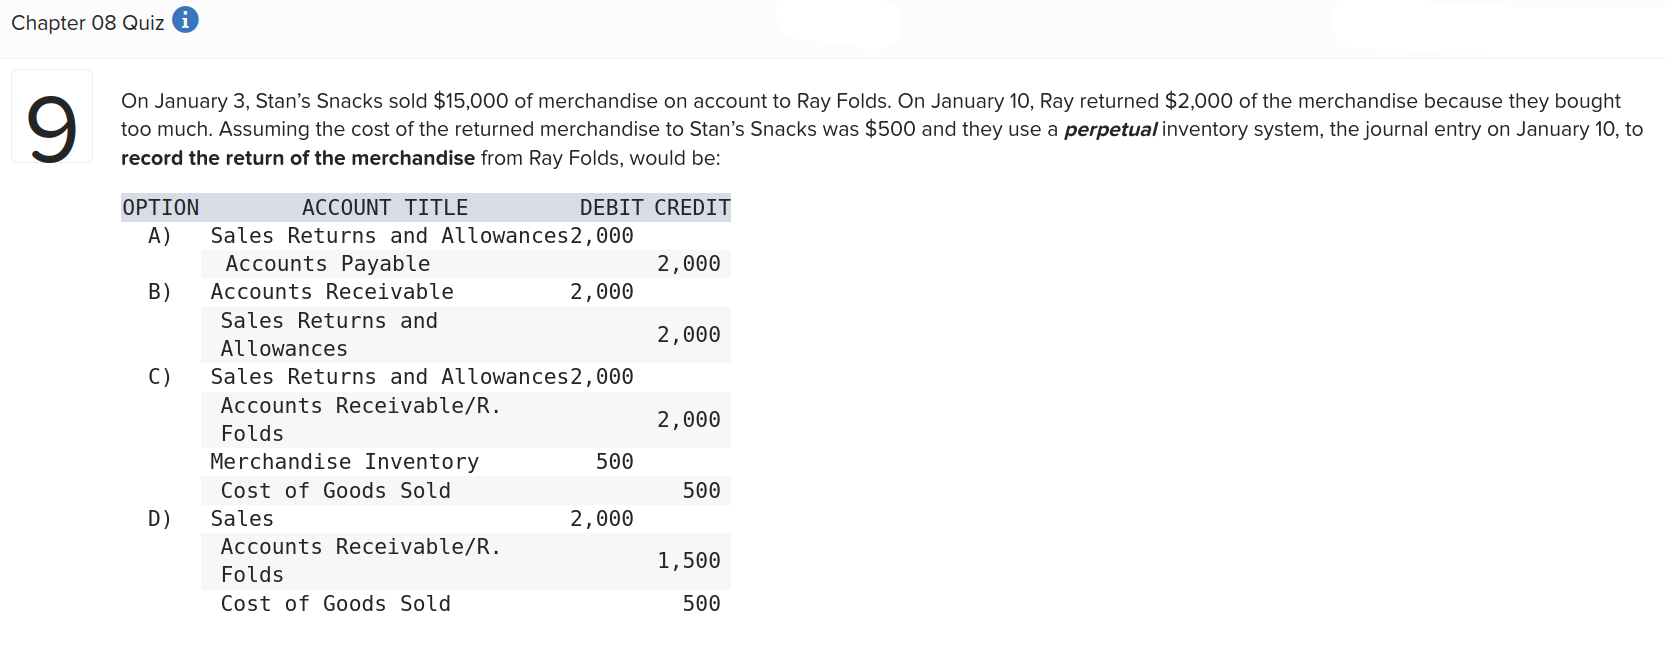 Chapter 08 Quiz i
9
On January 3, Stan’s Snacks sold $15,000 of merchandise on account to Ray Folds. On January 10, Ray returned $2,000 of the merchandise because they bought
too much. Assuming the cost of the returned merchandise to Stan’s Snacks was $500 and they use a perpetual inventory system, the journal entry on January 10, to
record the return of the merchandise from Ray Folds, would be:
OPTION ACCOUNT TITLE DEBIT CREDIT
A) Sales Returns and Allowances 2,000
Accounts Payable 2,000
B) Accounts Receivable 2,000
Sales Returns and
Allowances 2,000
C) Sales Returns and Allowances 2,000
Accounts Receivable/R.
Folds 2,000
Merchandise Inventory 500
Cost of Goods Sold 500
D) Sales 2,000
Accounts Receivable/R.
Folds 1,500
Cost of Goods Sold 500